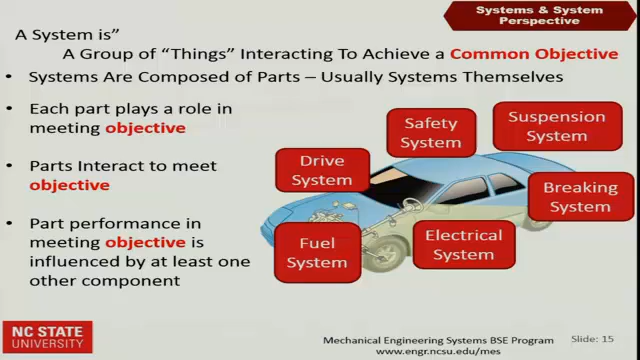 Systems & System
Perspective
A System is”
A Group of “Things” Interacting To Achieve a Common Objective
• Systems Are Composed of Parts – Usually Systems Themselves
• Each part plays a role in
meeting objective
• Parts Interact to meet
objective
• Part performance in
meeting objective is
influenced by at least one
other component
Drive
System
Safety
System
Suspension
System
Breaking
System
Fuel
System
Electrical
System
NC STATE
UNIVERSITY
Mechanical Engineering Systems BSE Program
www.engr.ncsu.edu/mes
Slide: 15